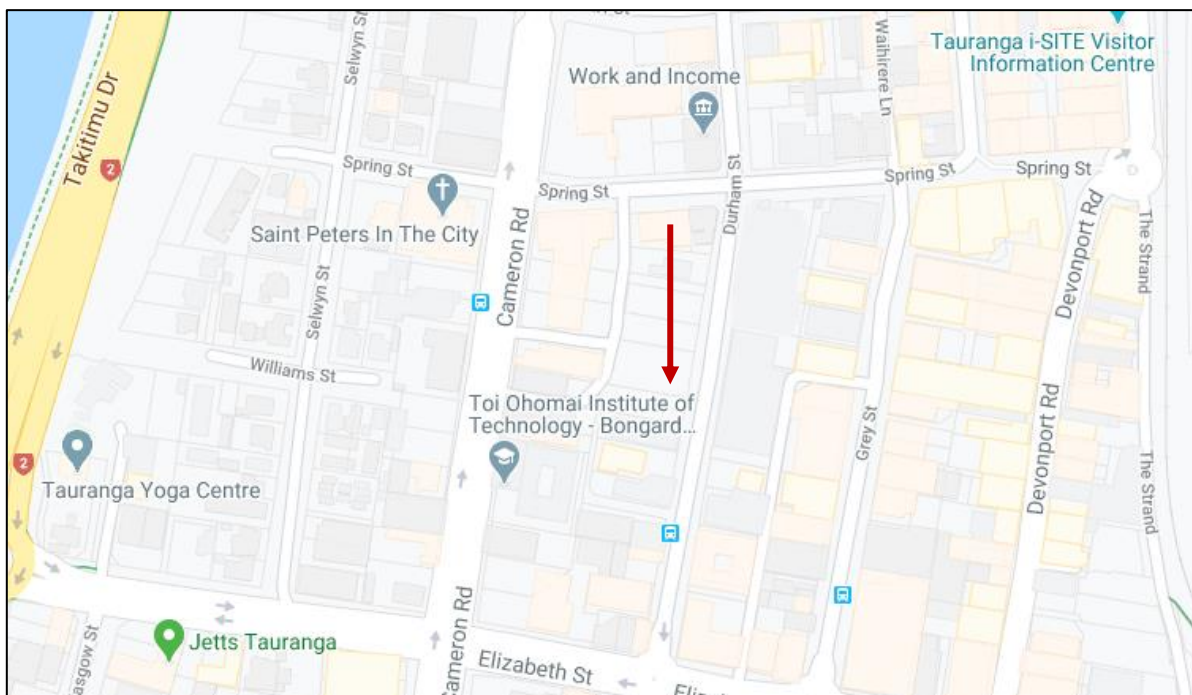 Selwyn St
Waihirere Ln
Tauranga i-SITE Visitor
Information Centre
Work and Income
Takitimu Dr
2
Spring St
Spring St
Spring St
Spring St
Durham St
Saint Peters In The City
Cameron Rd
Devonport Rd
The Strand
Selwyn St
Williams St
Toi Ohomai Institute of
Technology - Bongard...
Grey St
Devonport Rd
The Strand
2
Tauranga Yoga Centre
Cameron Rd
Jetts Tauranga
Elizabeth St